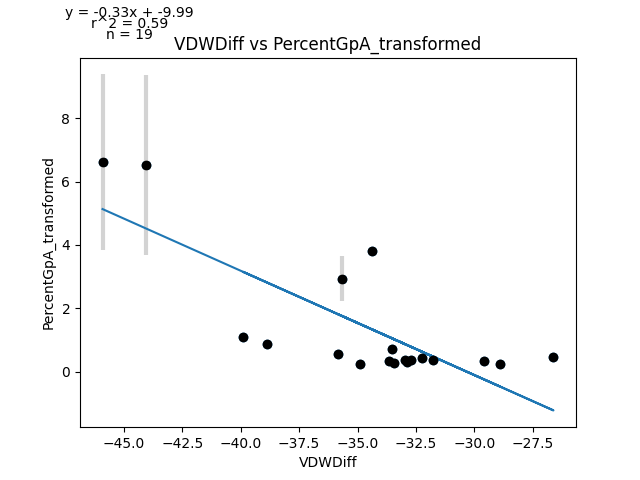 y = -0.33x + -9.99
r^2 = 0.59
n = 19
VDWDiff vs PercentGpA_transformed
PercentGpA_transformed
8
6
4
2
0
−45.0 −42.5 −40.0 −37.5 −35.0 −32.5 −30.0 −27.5
VDWDiff